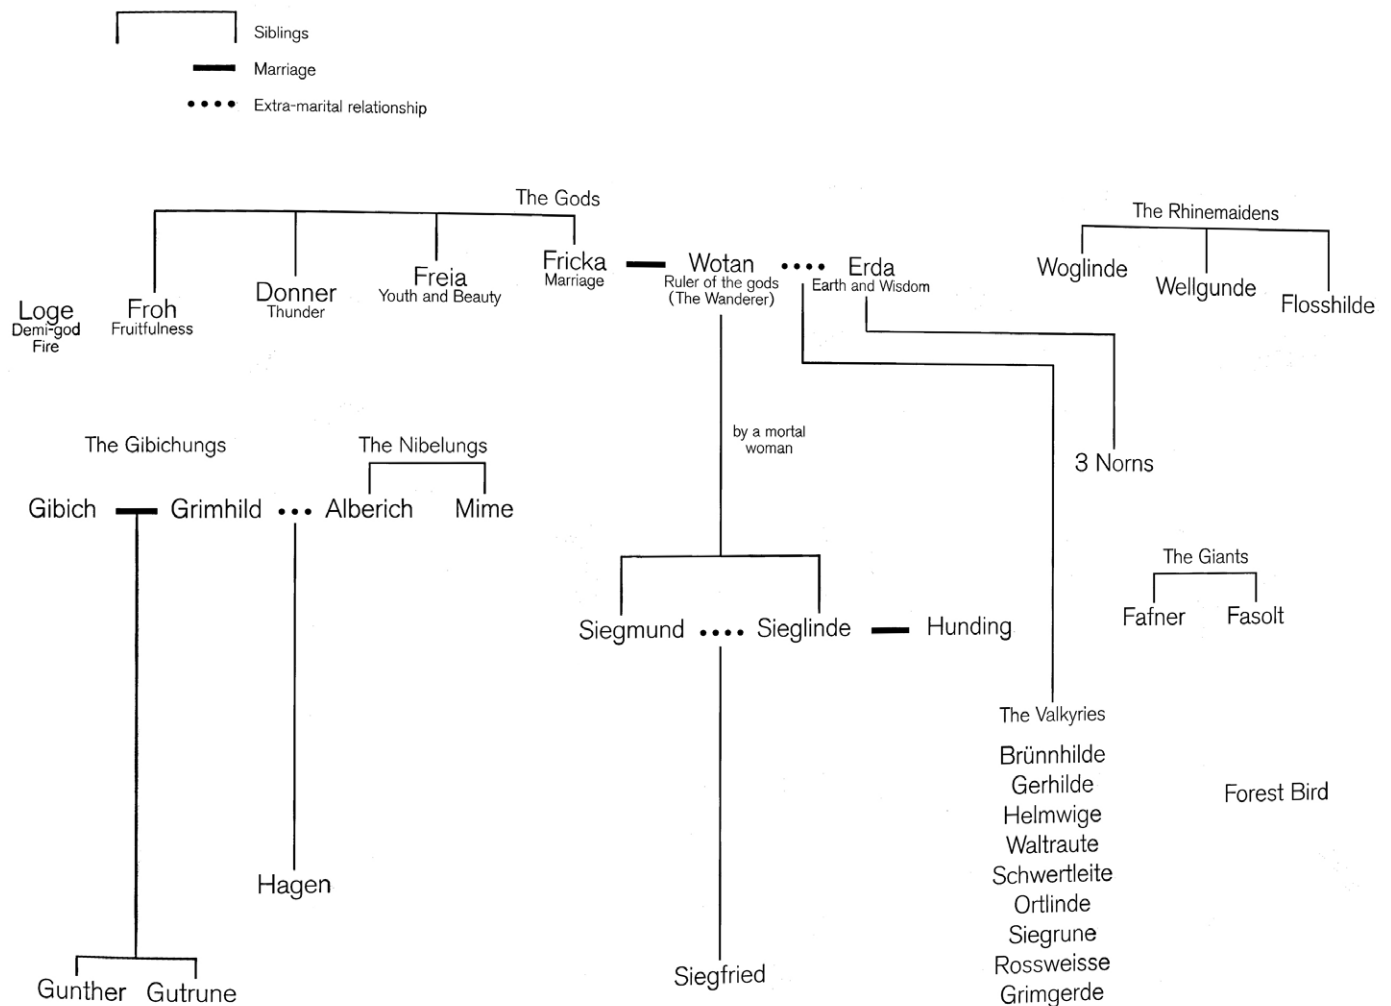 Siblings
Marriage
Extra-marital relationship
The Gods
The Rhinemaidens
Loge
Demi-god
Fire
Froh
Fruitfulness
Donner
Thunder
Freia
Youth and Beauty
Fricka
Marriage
Wotan
Ruler of the gods
(The Wanderer)
Erda
Earth and Wisdom
Woglinde
Wellgunde
Flosshilde
by a mortal
woman
3 Norns
The Gibichungs
The Nibelungs
Gibich
Grimhild
Alberich
Mime
The Giants
Fafner
Fasolt
Siegmund
Sieglinde
Hunding
The Valkyries
Brünnhilde
Gerhilde
Helmwige
Waltraute
Schwertleite
Ortlinde
Siegrune
Rossweisse
Grimgerde
Forest Bird
Hagen
Siegfried
Gunther
Gutrune